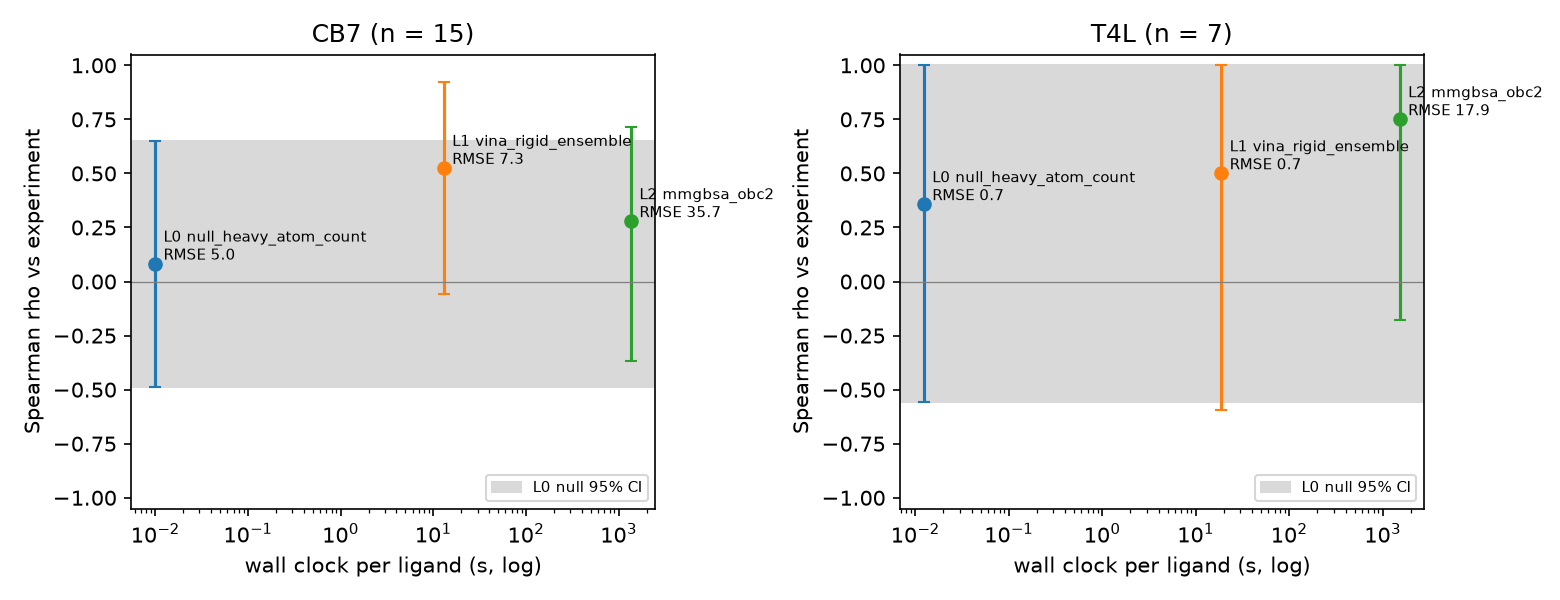 CB7 (n = 15)
Spearman rho vs experiment
1.00
0.75
0.50
0.25
0.00
−0.25
−0.50
−0.75
−1.00
L0 null_heavy_atom_count
RMSE 5.0
L1 vina_rigid_ensemble
RMSE 7.3
L2 mmgbsa_obc2
RMSE 35.7
L0 null 95% CI
10⁻² 10⁻¹ 10⁰ 10¹ 10² 10³
wall clock per ligand (s, log)
T4L (n = 7)
Spearman rho vs experiment
1.00
0.75
0.50
0.25
0.00
−0.25
−0.50
−0.75
−1.00
L0 null_heavy_atom_count
RMSE 0.7
L1 vina_rigid_ensemble
RMSE 0.7
L2 mmgbsa_obc2
RMSE 17.9
L0 null 95% CI
10⁻² 10⁻¹ 10⁰ 10¹ 10² 10³
wall clock per ligand (s, log)